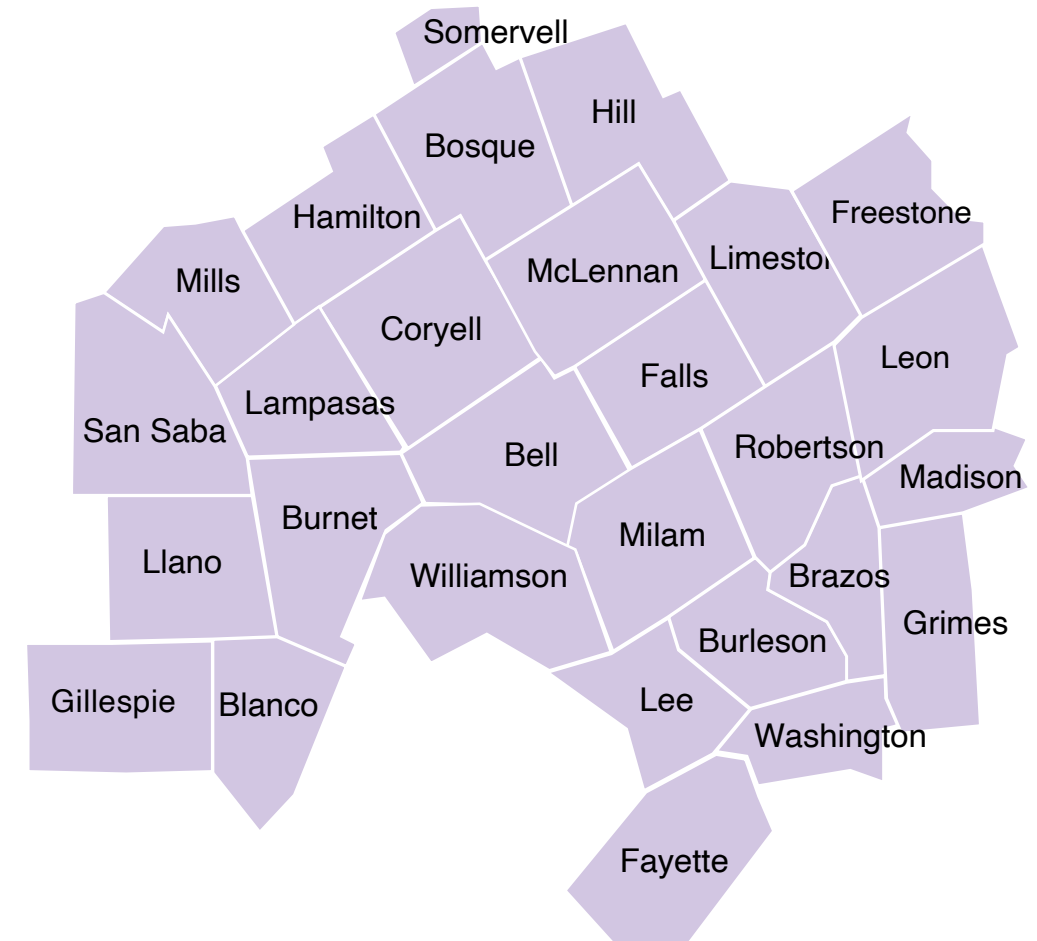 Somervell
Hill
Bosque
Freestone
Hamilton
Limestor
McLennan
Mills
Coryell
Leon
Falls
Lampasas
San Saba
Robertson
Bell
Madison
Burnet
Milam
Llano
Williamson
Brazos
Grimes
Burleson
Gillespie
Blanco
Lee
Washington
Fayette